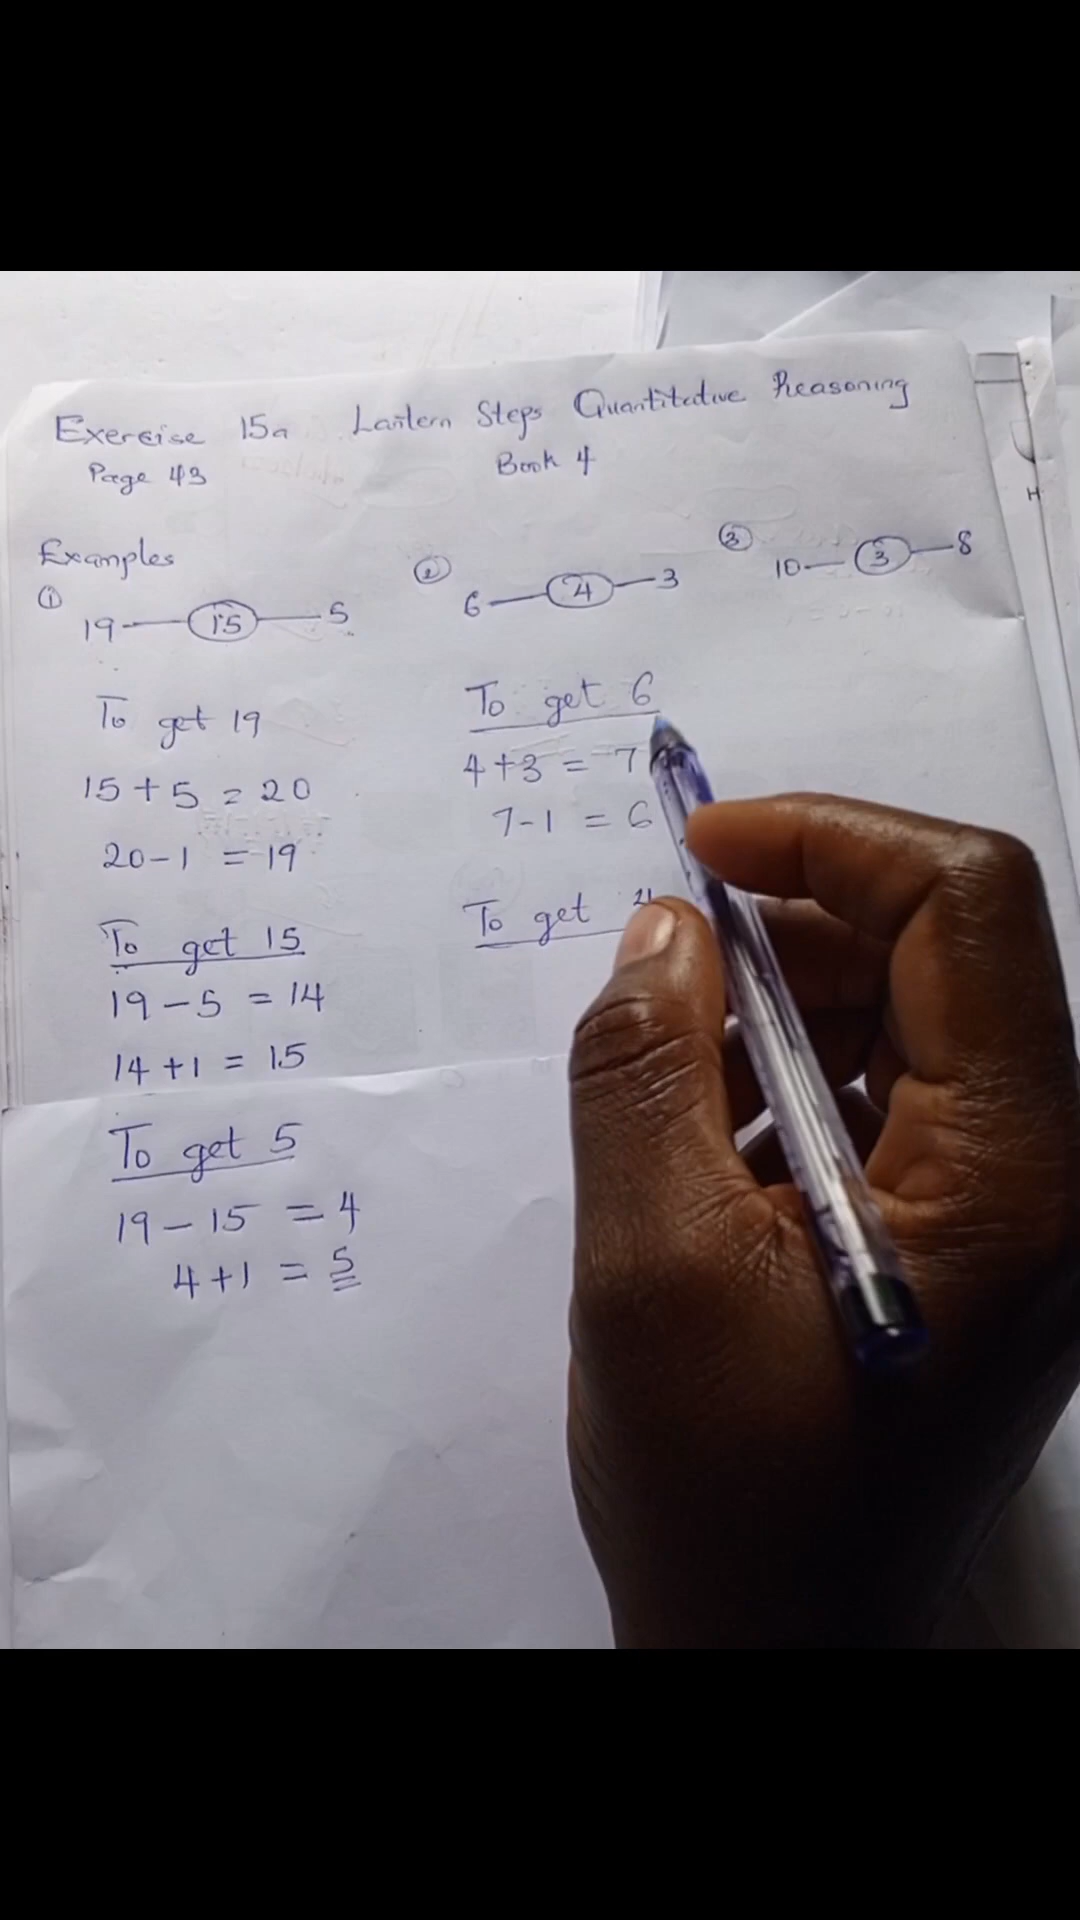 Exercise 15a Lantern Steps Quantitative Reasoning
Page 43 Book 4
Examples
① 19 — 15 — 5
② 6 — 4 — 3
③ 10 — 3 — 8
To get 19
15 + 5 = 20
20 - 1 = 19
To get 15
19 - 5 = 14
14 + 1 = 15
To get 5
19 - 15 = 4
4 + 1 = 5
To get 6
4 + 3 = 7
7 - 1 = 6
To get 4
H